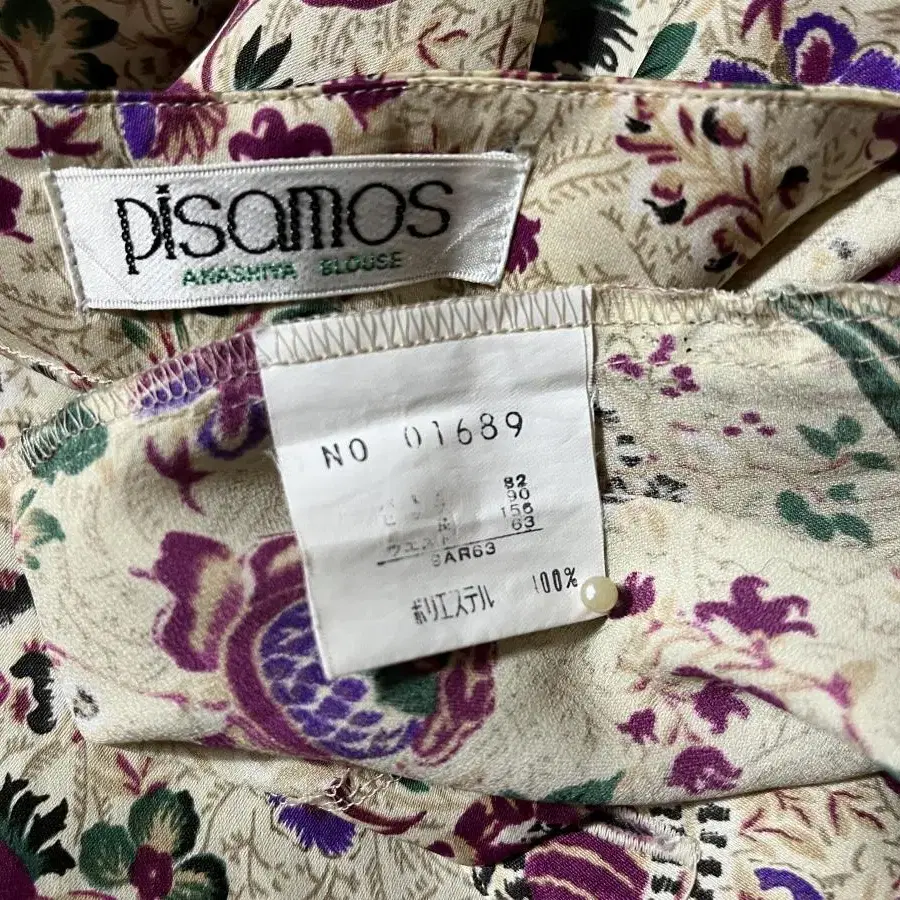 pisamos
AKASHIYA BLOUSE
NO 01689
82
90
156
ウエスト 63
9AR63
ポリエステル 100%